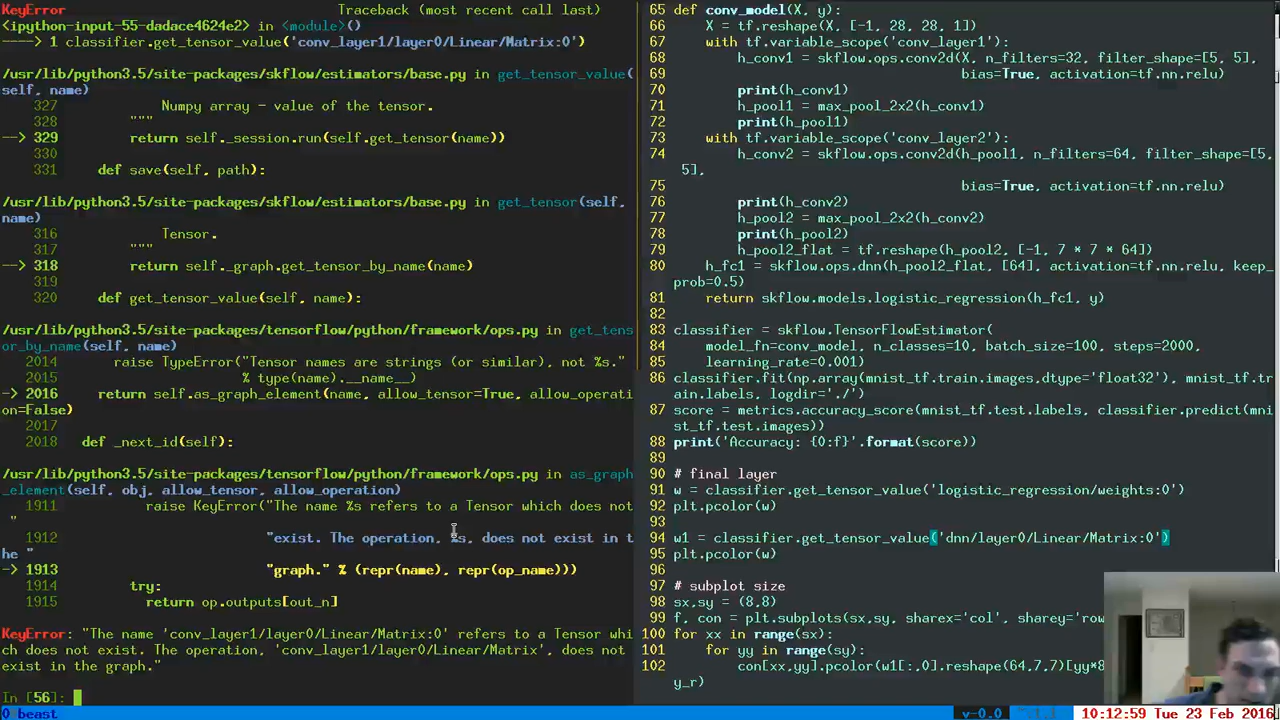 KeyError                                  Traceback (most recent call last)
<ipython-input-55-dadace4624e2> in <module>()
----> 1 classifier.get_tensor_value('conv_layer1/layer0/Linear/Matrix:0')
/usr/lib/python3.5/site-packages/skflow/estimators/base.py in get_tensor_value(
self, name)
327             Numpy array - value of the tensor.
328         """
--> 329         return self._session.run(self.get_tensor(name))
330
331     def save(self, path):
/usr/lib/python3.5/site-packages/skflow/estimators/base.py in get_tensor(self,
name)
316             Tensor.
317         """
--> 318         return self._graph.get_tensor_by_name(name)
319
320     def get_tensor_value(self, name):
/usr/lib/python3.5/site-packages/tensorflow/python/framework/ops.py in get_tens
or_by_name(self, name)
2014       raise TypeError("Tensor names are strings (or similar), not %s."
2015                       % type(name).__name__)
-> 2016     return self.as_graph_element(name, allow_tensor=True, allow_operati
on=False)
2017
2018   def _next_id(self):
/usr/lib/python3.5/site-packages/tensorflow/python/framework/ops.py in as_graph
_element(self, obj, allow_tensor, allow_operation)
1911           raise KeyError("The name %s refers to a Tensor which does not
"
1912                          "exist. The operation, %s, does not exist in t
he "
-> 1913                          "graph." % (repr(name), repr(op_name)))
1914         try:
1915           return op.outputs[out_n]
KeyError: "The name 'conv_layer1/layer0/Linear/Matrix:0' refers to a Tensor whi
ch does not exist. The operation, 'conv_layer1/layer0/Linear/Matrix', does not
exist in the graph."
In [56]:
0 beast
65 def conv_model(X, y):
66     X = tf.reshape(X, [-1, 28, 28, 1])
67     with tf.variable_scope('conv_layer1'):
68         h_conv1 = skflow.ops.conv2d(X, n_filters=32, filter_shape=[5, 5],
69                                     bias=True, activation=tf.nn.relu)
70         print(h_conv1)
71         h_pool1 = max_pool_2x2(h_conv1)
72         print(h_pool1)
73     with tf.variable_scope('conv_layer2'):
74         h_conv2 = skflow.ops.conv2d(h_pool1, n_filters=64, filter_shape=[5,
5],
75                                     bias=True, activation=tf.nn.relu)
76         print(h_conv2)
77         h_pool2 = max_pool_2x2(h_conv2)
78         print(h_pool2)
79         h_pool2_flat = tf.reshape(h_pool2, [-1, 7 * 7 * 64])
80     h_fc1 = skflow.ops.dnn(h_pool2_flat, [64], activation=tf.nn.relu, keep_
prob=0.5)
81     return skflow.models.logistic_regression(h_fc1, y)
82
83 classifier = skflow.TensorFlowEstimator(
84     model_fn=conv_model, n_classes=10, batch_size=100, steps=2000,
85     learning_rate=0.001)
86 classifier.fit(np.array(mnist_tf.train.images,dtype='float32'), mnist_tf.tr
ain.labels, logdir='./')
87 score = metrics.accuracy_score(mnist_tf.test.labels, classifier.predict(mni
st_tf.test.images))
88 print('Accuracy: {0:f}'.format(score))
89
90 # final layer
91 w = classifier.get_tensor_value('logistic_regression/weights:0')
92 plt.pcolor(w)
93
94 w1 = classifier.get_tensor_value('dnn/layer0/Linear/Matrix:0')
95 plt.pcolor(w)
96
97 # subplot size
98 sx,sy = (8,8)
99 f, con = plt.subplots(sx,sy, sharex='col', sharey='row
100 for xx in range(sx):
101     for yy in range(sy):
102         con[xx,yy].pcolor(w1[:,0].reshape(64,7,7)[yy*8
y_r)
v-0.0
10:12:59 Tue 23 Feb 2016